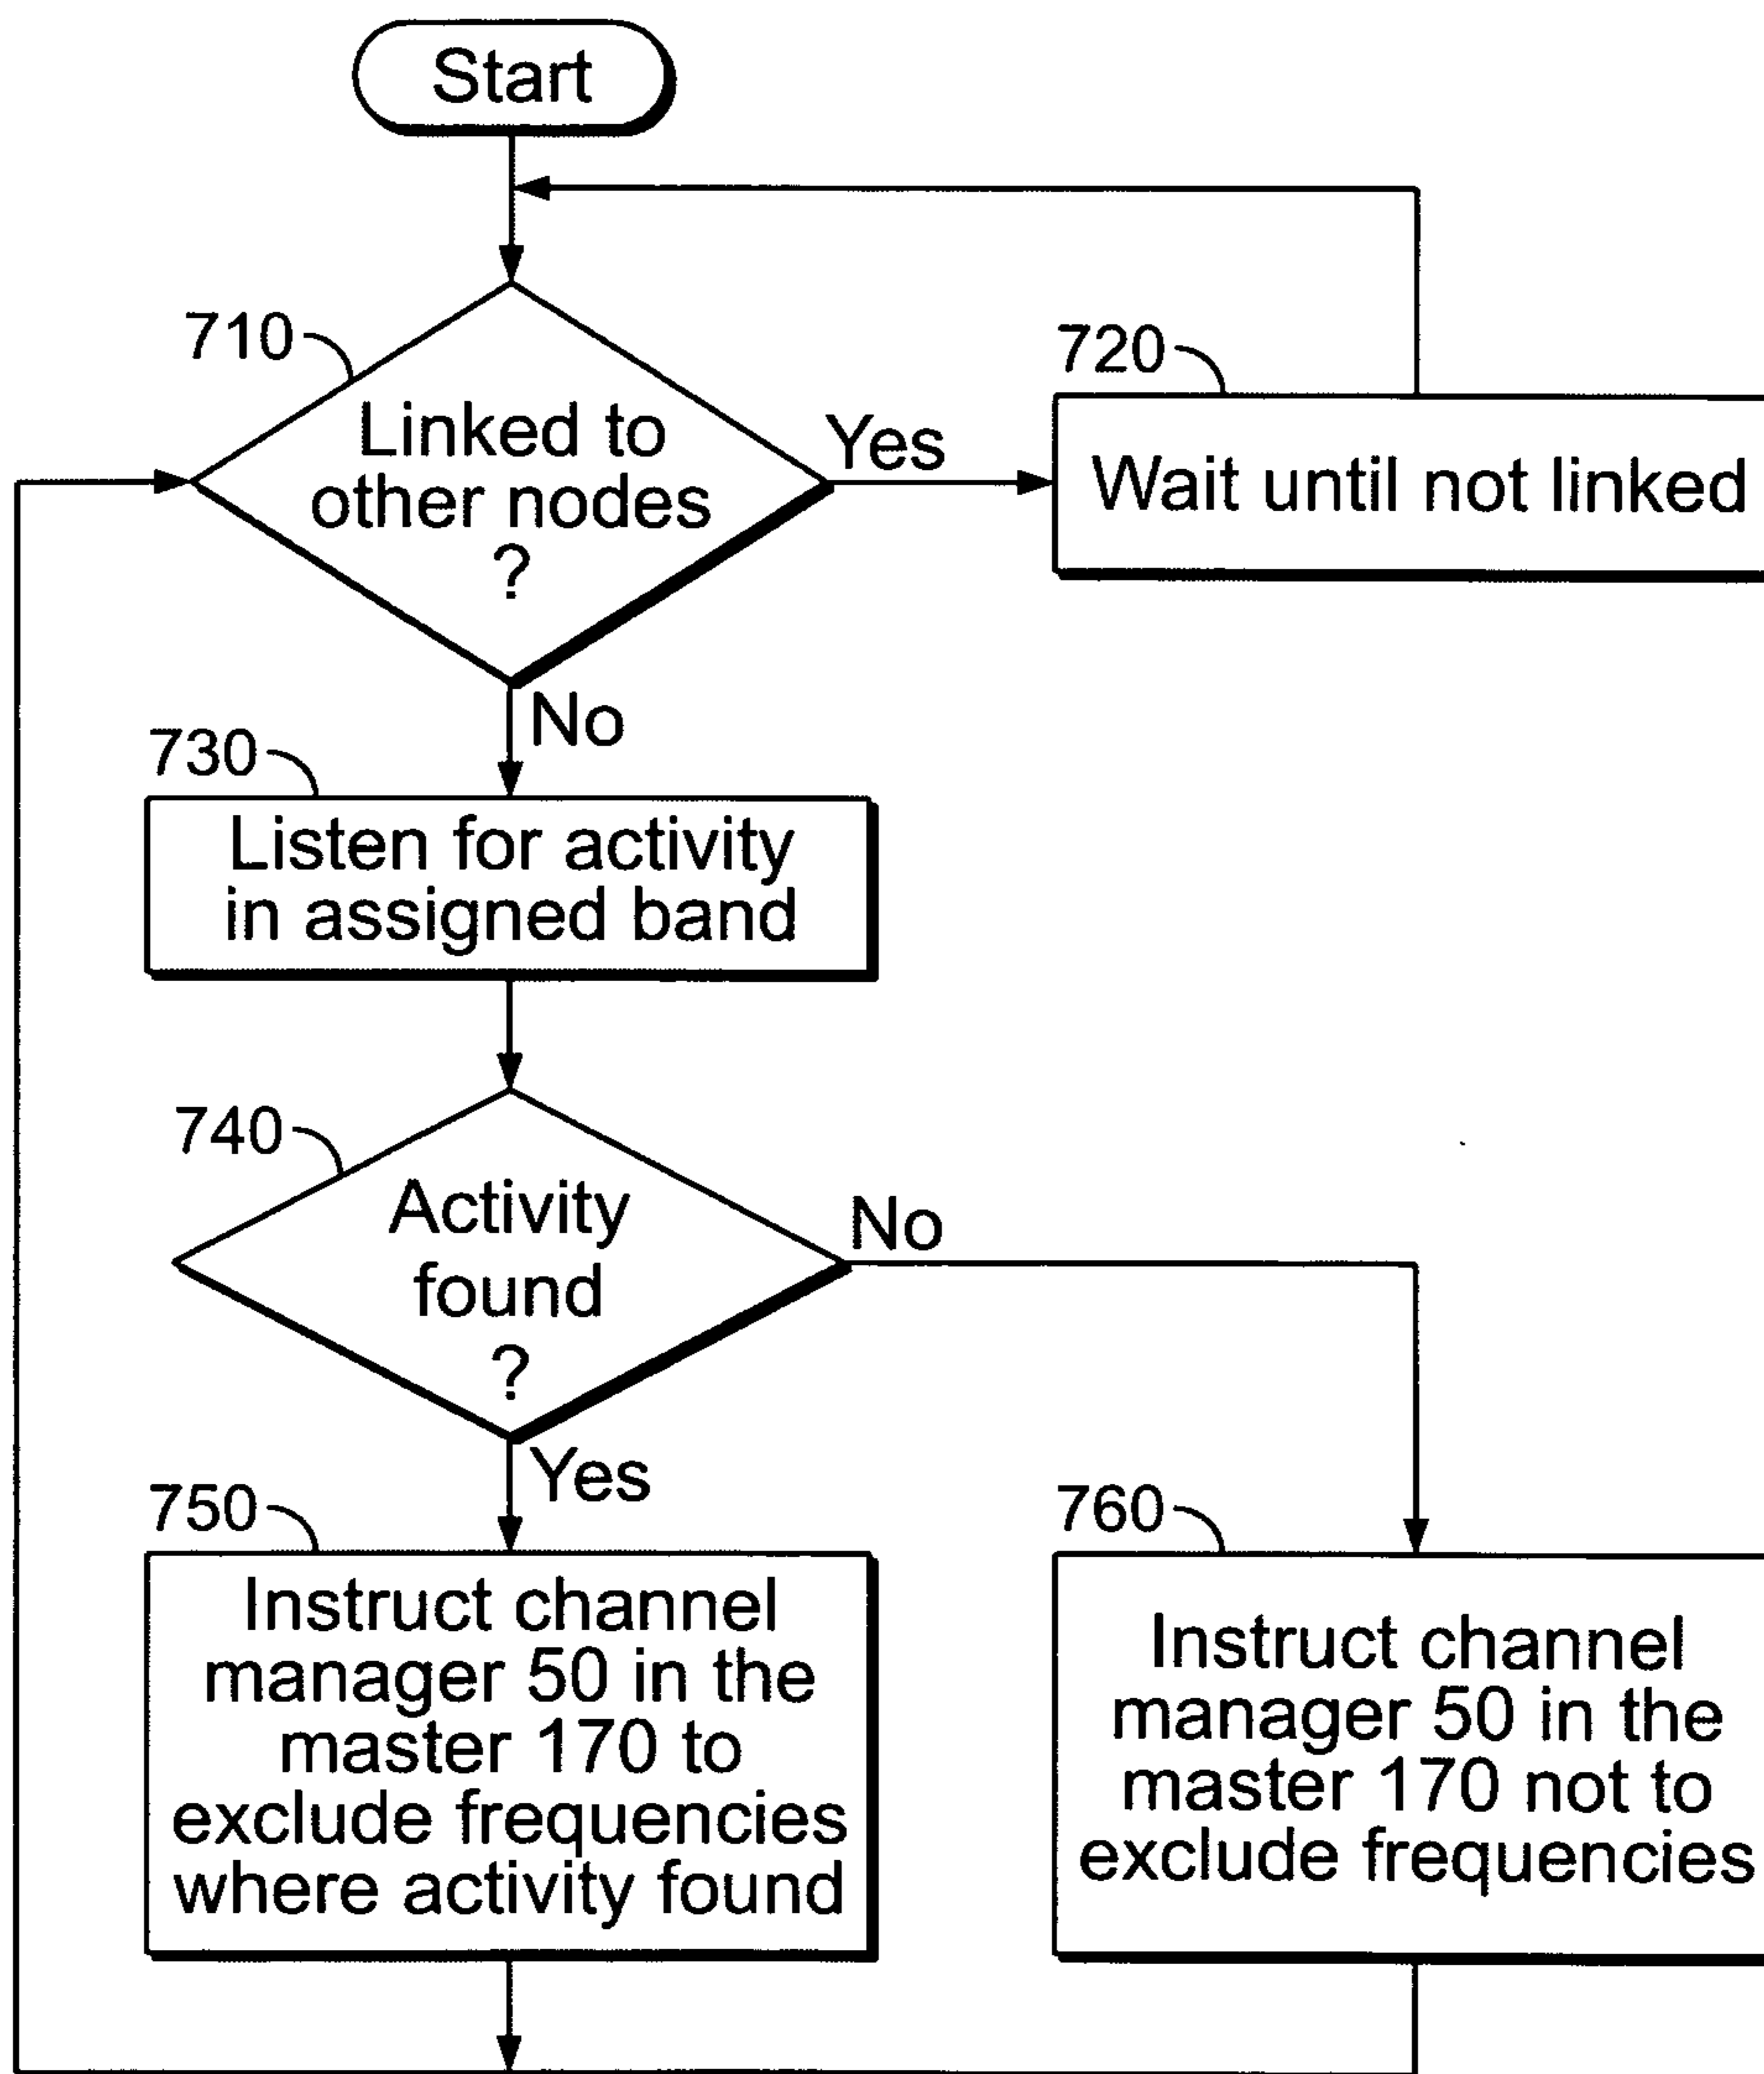 Start
710
Linked to
other nodes
?
Yes
720
Wait until not linked
No
730
Listen for activity
in assigned band
740
Activity
found
?
No
Yes
750
Instruct channel
manager 50 in the
master 170 to
exclude frequencies
where activity found
760
Instruct channel
manager 50 in the
master 170 not to
exclude frequencies